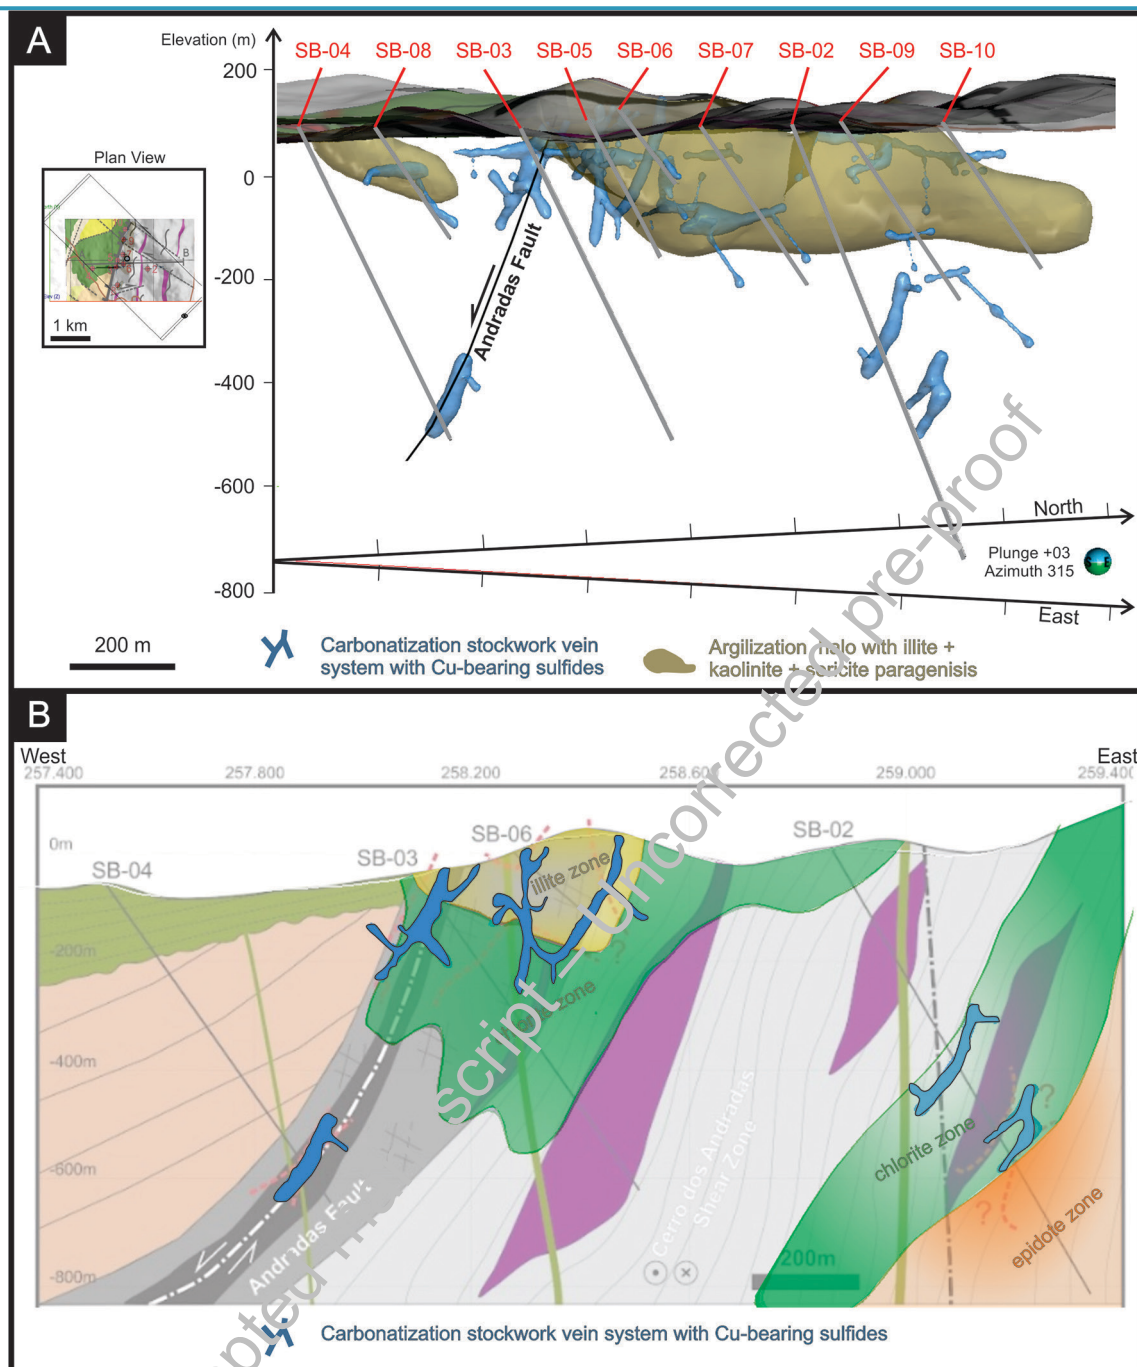 A
Elevation (m)
SB-04 SB-08 SB-03 SB-05 SB-06 SB-07 SB-02 SB-09 SB-10
200
0
-200
-400
-600
-800
Plan View
B
1 km
Andradas Fault
North
Plunge +03
Azimuth 315
East
200 m
Carbonatization stockwork vein
system with Cu-bearing sulfides
Argilization halo with illite +
kaolinite + sericite paragenisis
B
West
East
257.400 257.800 258.200 258.600 259.000 259.400
0m
-200m
-400m
-600m
-800m
SB-04
SB-03
SB-06
SB-02
illite zone
?
zone
Andradas Fault
Cerro dos Andradas
Shear Zone
chlorite zone
?
?
epidote zone
200m
Carbonatization stockwork vein system with Cu-bearing sulfides
script – Uncorrected pre-proof